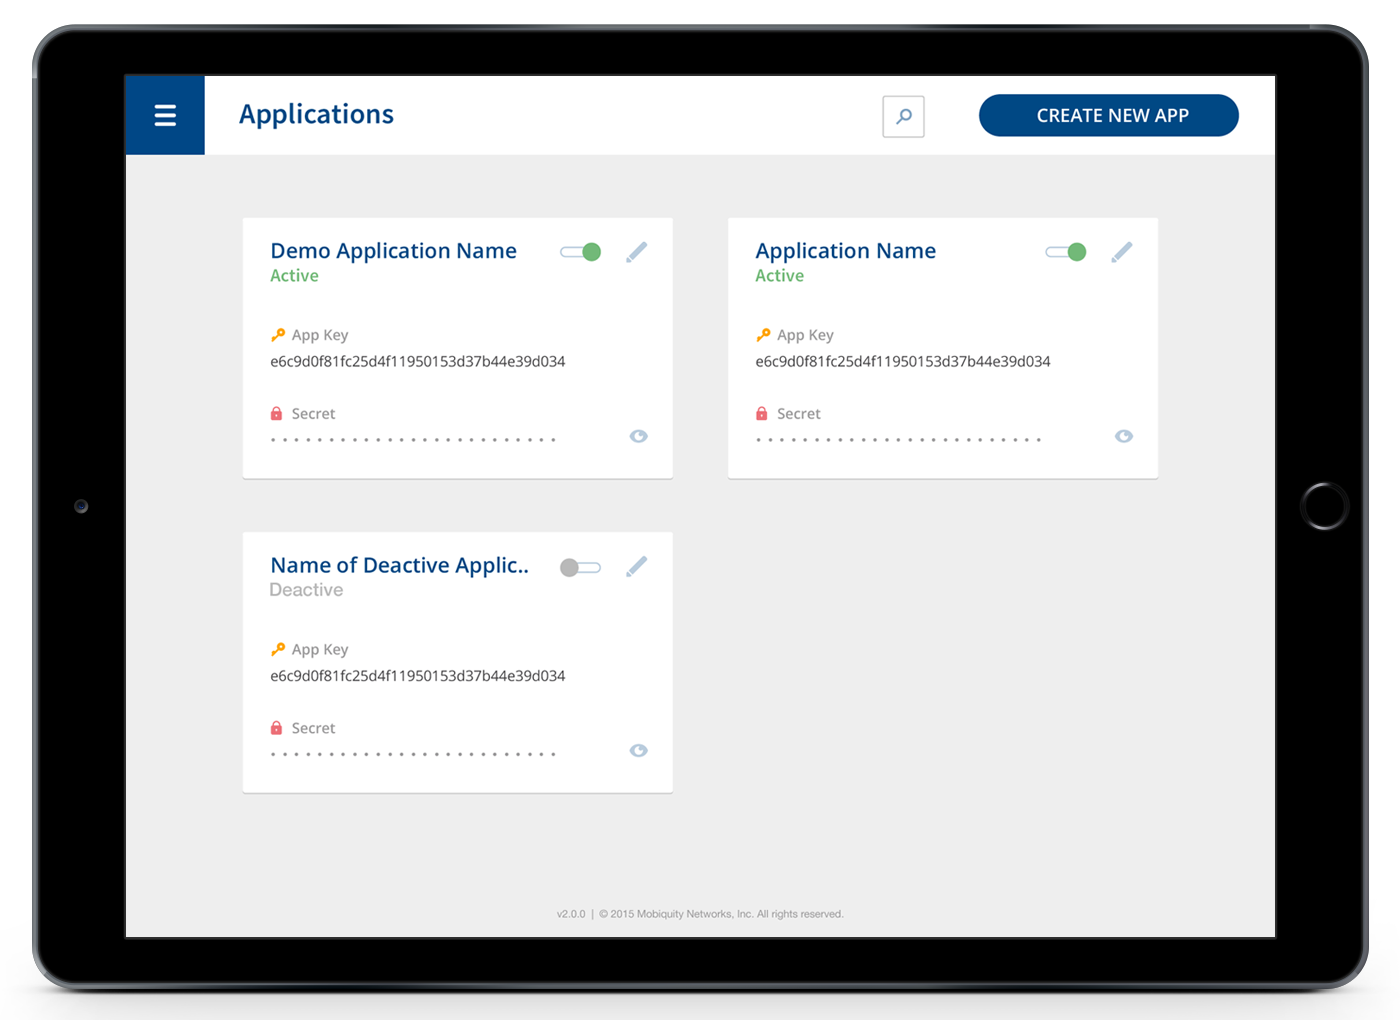 Applications
CREATE NEW APP
Demo Application Name
Active
App Key
e6c9d0f81fc25d4f11950153d37b44e39d034
Secret
Application Name
Active
App Key
e6c9d0f81fc25d4f11950153d37b44e39d034
Secret
Name of Deactive Applic..
Deactive
App Key
e6c9d0f81fc25d4f11950153d37b44e39d034
Secret
v2.0.0 | © 2015 Mobiquity Networks, Inc. All rights reserved.